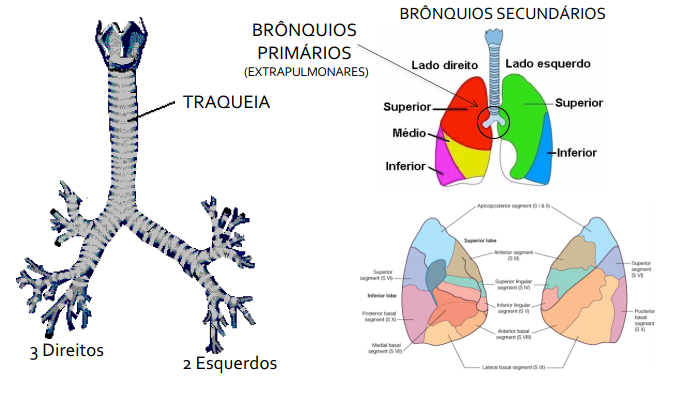 BRÔNQUIOS SECUNDÁRIOS
BRÔNQUIOS
PRIMÁRIOS
(EXTRAPULMONARES)
TRAQUEIA
3 Direitos
2 Esquerdos
Lado direito
Lado esquerdo
Superior
Médio
Inferior
Superior
Inferior
Apicoposterior segment (S I & II)
Superior lobe
Anterior segment
(S III)
Superior
segment (S VI)
Superior lingular
segment (S IV)
Superior
segment
(S VI)
Inferior lobe
Inferior lingular
segment (S V)
Posterior basal
segment (S X)
Posterior
basal
segment
(S X)
Anterior basal
segment (S VIII)
Medial basal
segment (S VII)
Lateral basal segment (S IX)